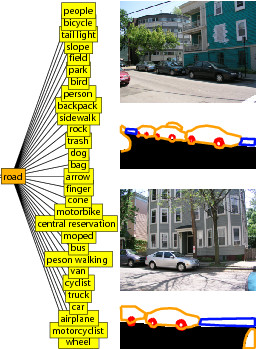 people
bicycle
tail light
slope
field
park
bird
person
backpack
sidewalk
rock
trash
dog
bag
road
arrow
finger
cone
motorbike
central reservation
moped
bus
peson walking
van
cyclist
truck
car
airplane
motorcyclist
wheel